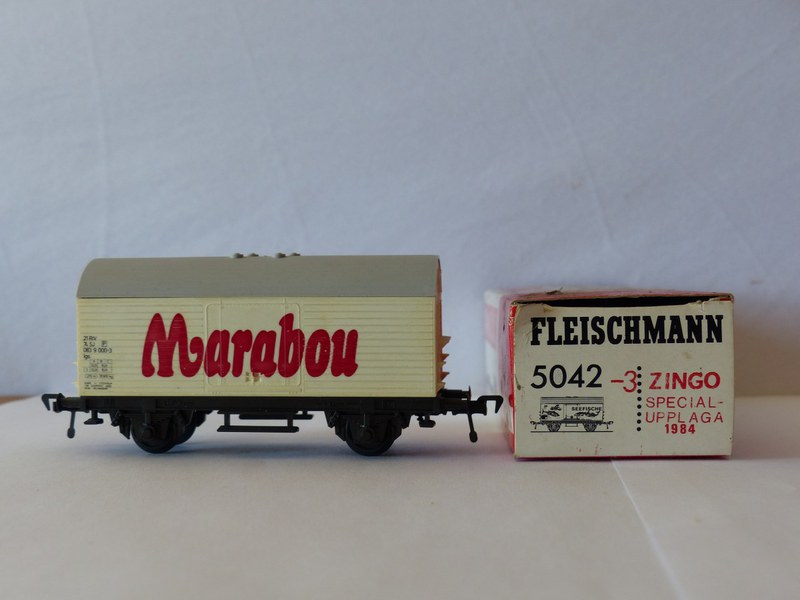 Marabou
FLEISCHMANN
5042 -3 ZINGO
SPECIAL-
UPPLAGA
1984
SEEFISCHE